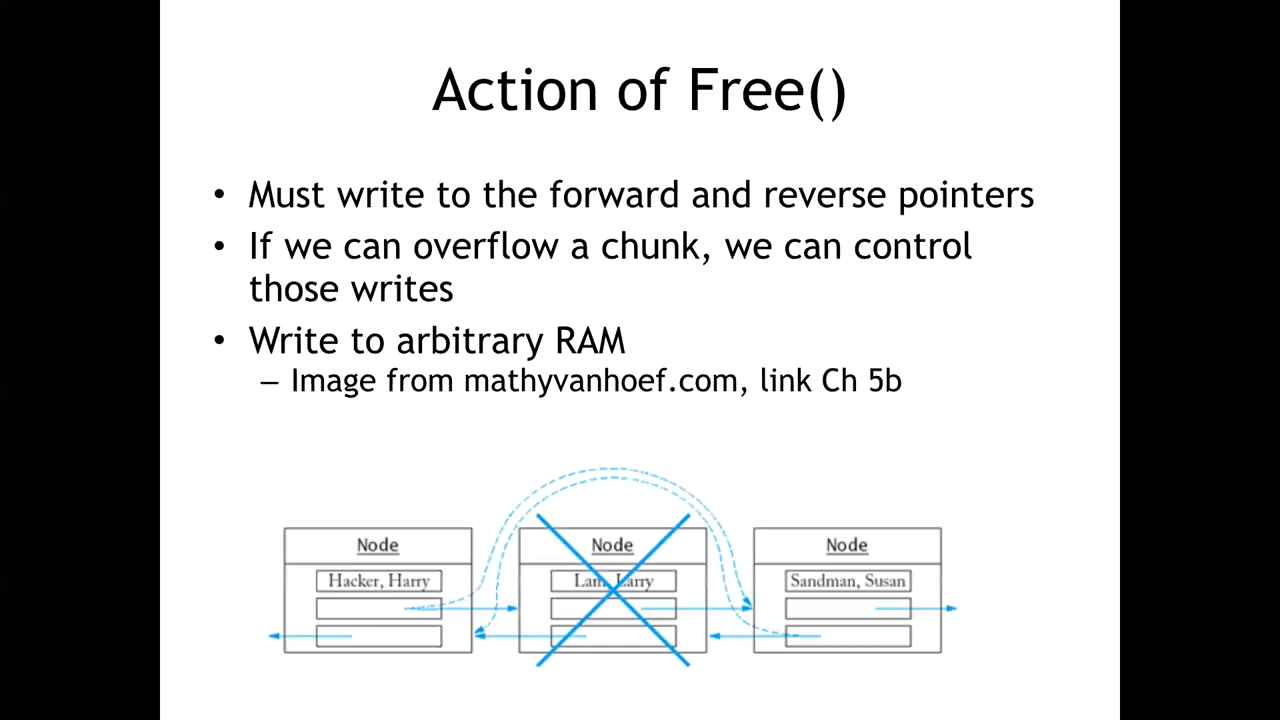 Action of Free()
• Must write to the forward and reverse pointers
• If we can overflow a chunk, we can control
those writes
• Write to arbitrary RAM
– Image from mathyvanhoef.com, link Ch 5b
Node
Node
Node
Hacker, Harry
Lam, Larry
Sandman, Susan